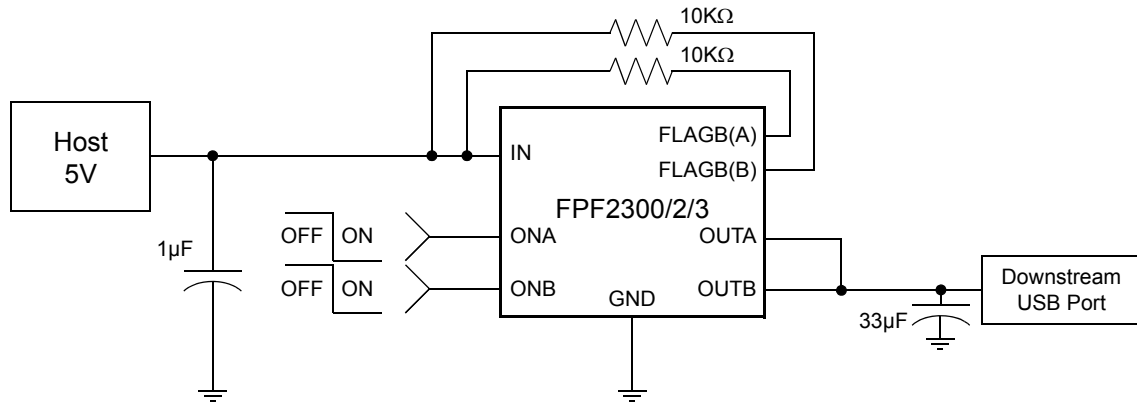 10KΩ
10KΩ
Host
5V
FLAGB(A)
IN
FLAGB(B)
FPF2300/2/3
OFF ON
ONA
OUTA
1µF
OFF ON
ONB
OUTB
GND
33µF
Downstream
USB Port